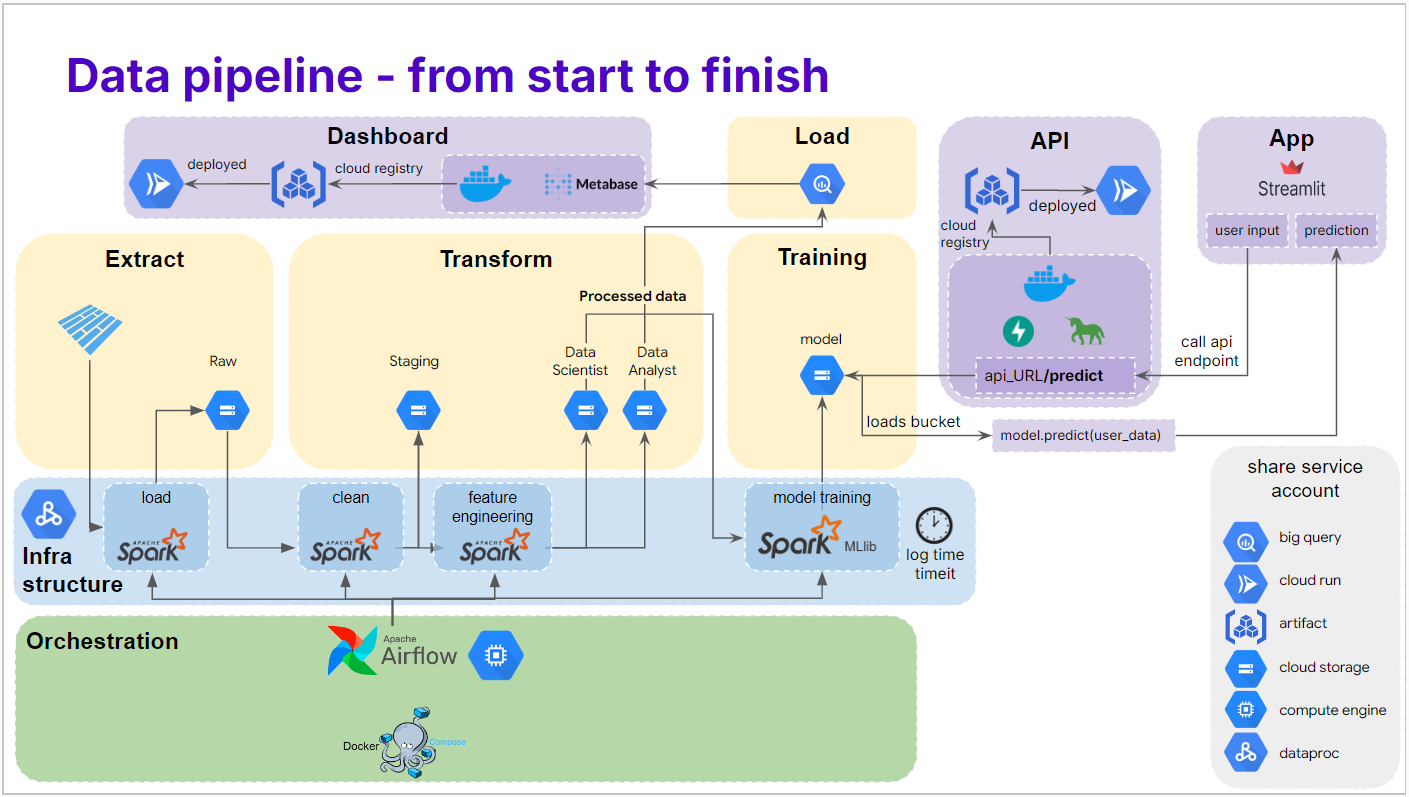 Data pipeline - from start to finish
Dashboard
deployed
cloud registry
Metabase
Load
API
deployed
cloud
registry
api_URL/predict
App
Streamlit
user input
prediction
call api
endpoint
Extract
Raw
Transform
Processed data
Staging
Data
Scientist
Data
Analyst
Training
model
loads bucket
model.predict(user_data)
Infra
structure
load
APACHE
Spark
clean
APACHE
Spark
feature
engineering
APACHE
Spark
model training
Spark MLlib
log time
timeit
Orchestration
Apache
Airflow
Docker
Compose
share service
account
big query
cloud run
artifact
cloud storage
compute engine
dataproc